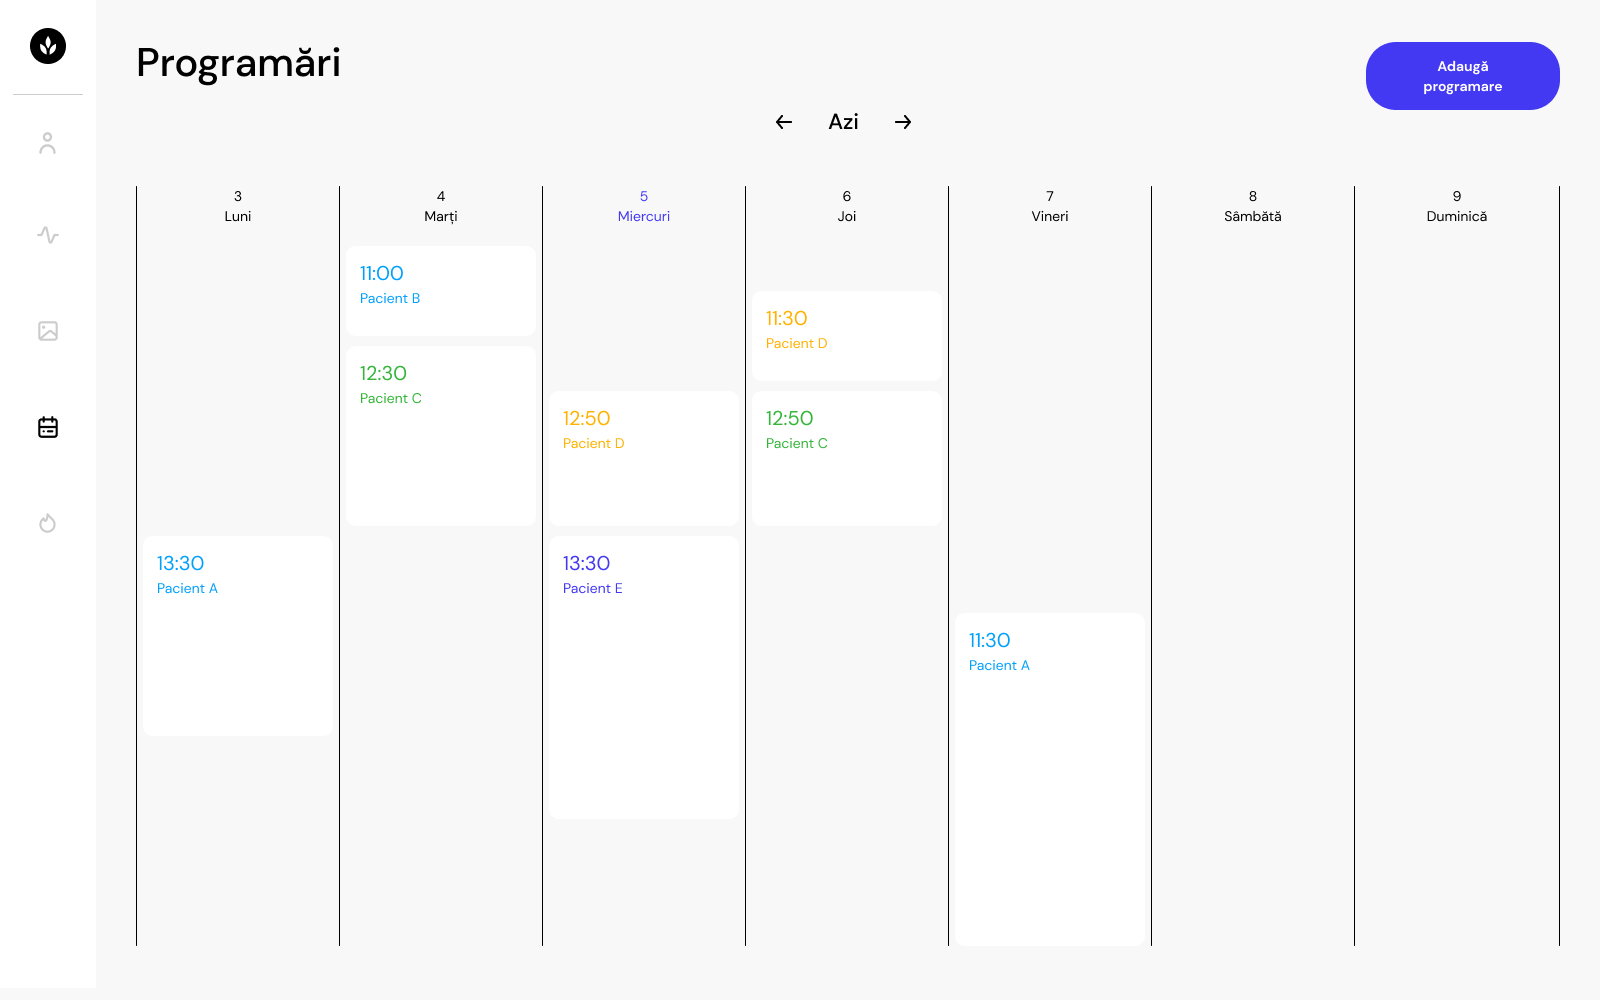 Programări
Adaugă
programare
Azi
3
Luni
4
Marți
5
Miercuri
6
Joi
7
Vineri
8
Sâmbătă
9
Duminică
13:30
Pacient A
11:00
Pacient B
12:30
Pacient C
12:50
Pacient D
13:30
Pacient E
11:30
Pacient D
12:50
Pacient C
11:30
Pacient A